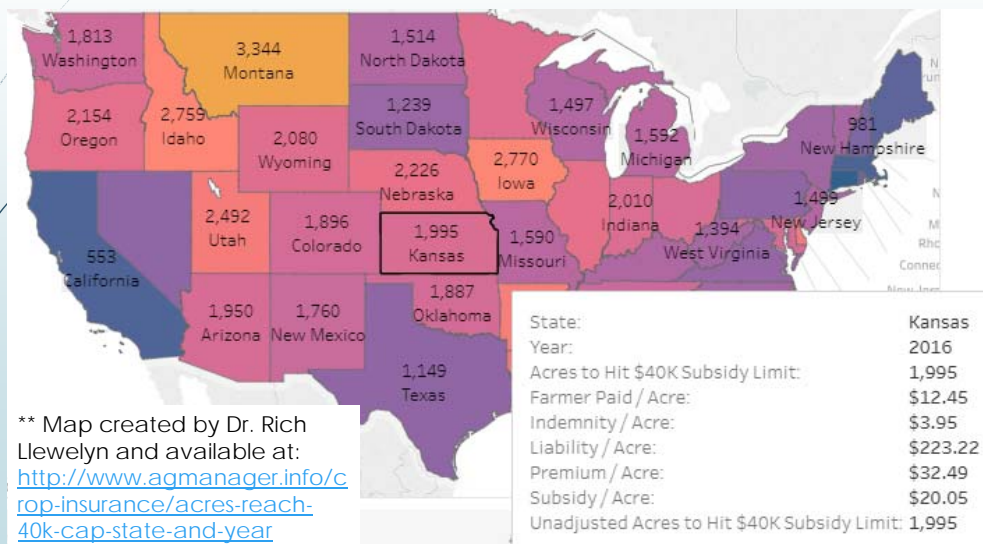 1,813
Washington
3,344
Montana
1,514
North Dakota
2,154
Oregon
2,759
Idaho
2,080
Wyoming
1,239
South Dakota
1,497
Wisconsin
1,592
Michigan
981
New Hampshire
2,226
Nebraska
2,770
Iowa
2,010
Indiana
1,499
New Jersey
553
California
2,492
Utah
1,896
Colorado
1,995
Kansas
1,590
Missouri
1,394
West Virginia
1,950
Arizona
1,760
New Mexico
1,887
Oklahoma
1,149
Texas
Connec
State: Kansas
Year: 2016
Acres to Hit $40K Subsidy Limit: 1,995
Farmer Paid / Acre: $12.45
Indemnity / Acre: $3.95
Liability / Acre: $223.22
Premium / Acre: $32.49
Subsidy / Acre: $20.05
Unadjusted Acres to Hit $40K Subsidy Limit: 1,995
** Map created by Dr. Rich
Llewelyn and available at:
http://www.agmanager.info/c
rop-insurance/acres-reach-
40k-cap-state-and-year